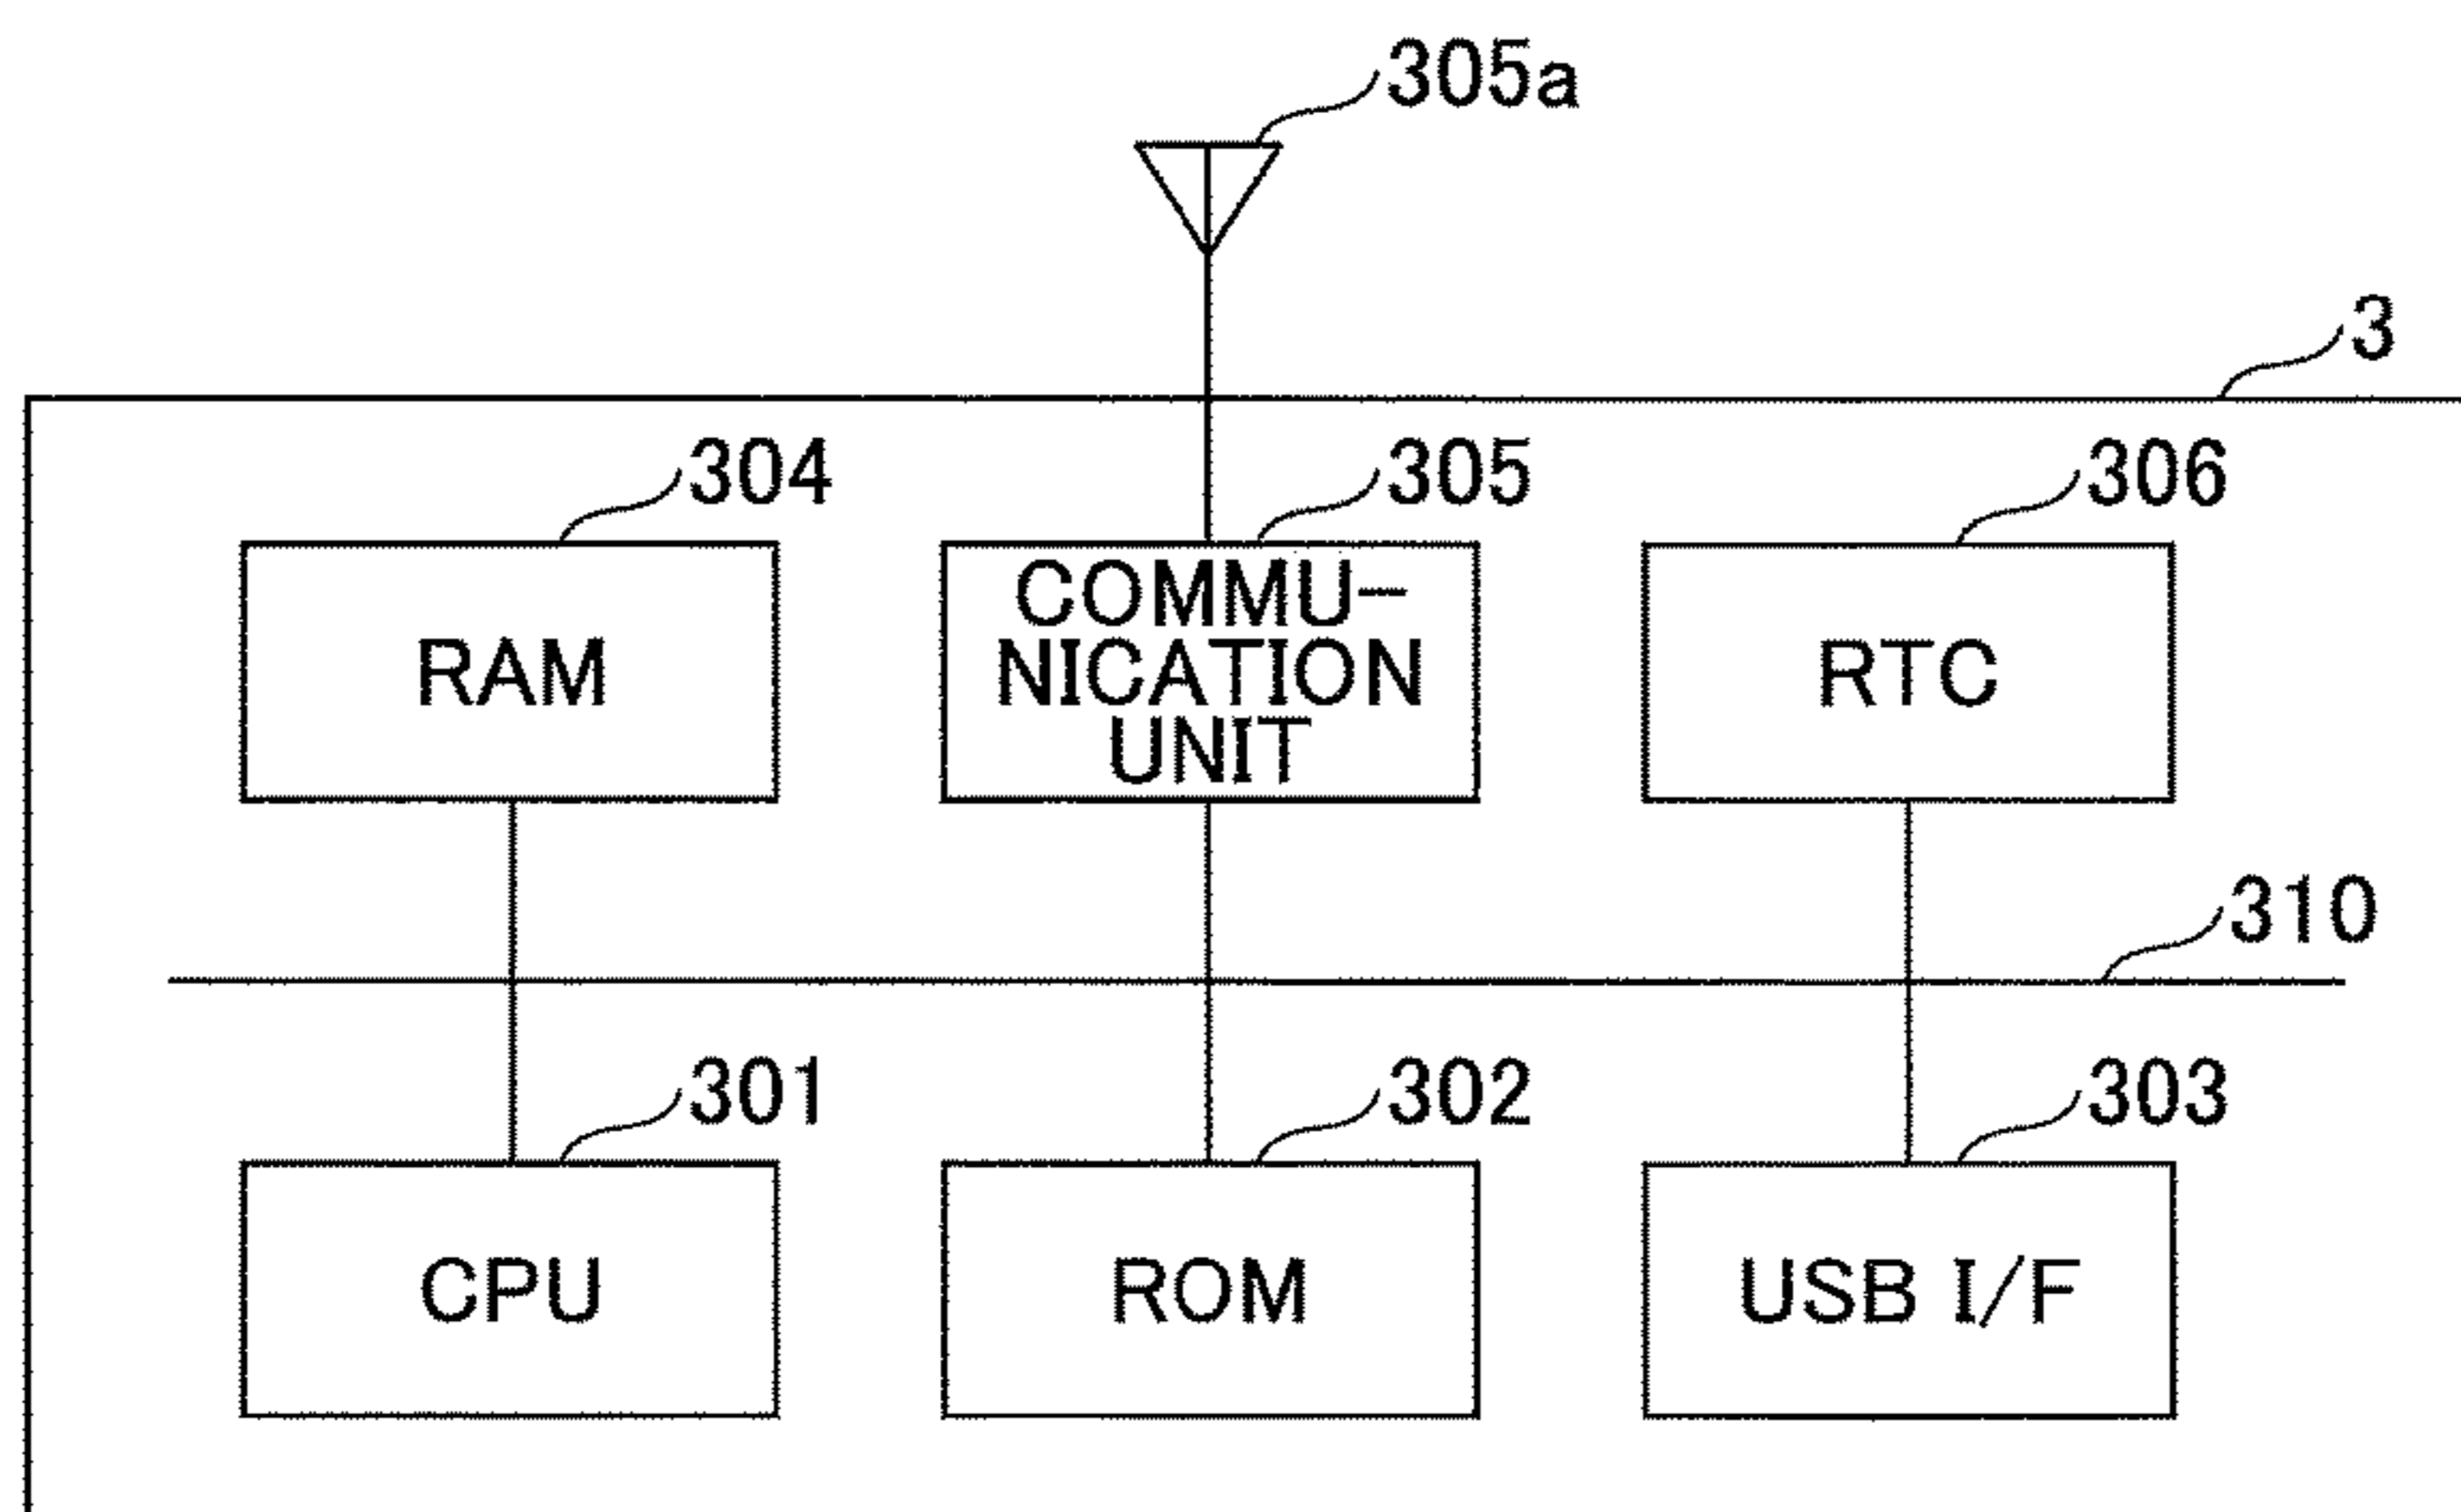 305a
3
304
305
306
RAM
COMMU-
NICATION
UNIT
RTC
310
301
302
303
CPU
ROM
USB I/F